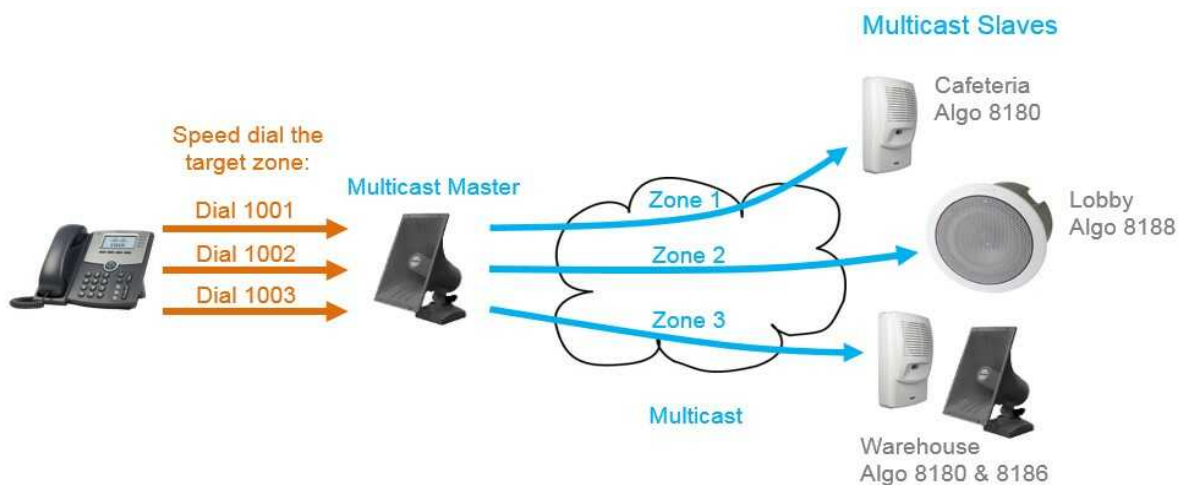 Multicast Slaves
Cafeteria
Algo 8180
Speed dial the
target zone:
Multicast Master
Dial 1001
Dial 1002
Dial 1003
Zone 1
Zone 2
Zone 3
Lobby
Algo 8188
Multicast
Warehouse
Algo 8180 & 8186